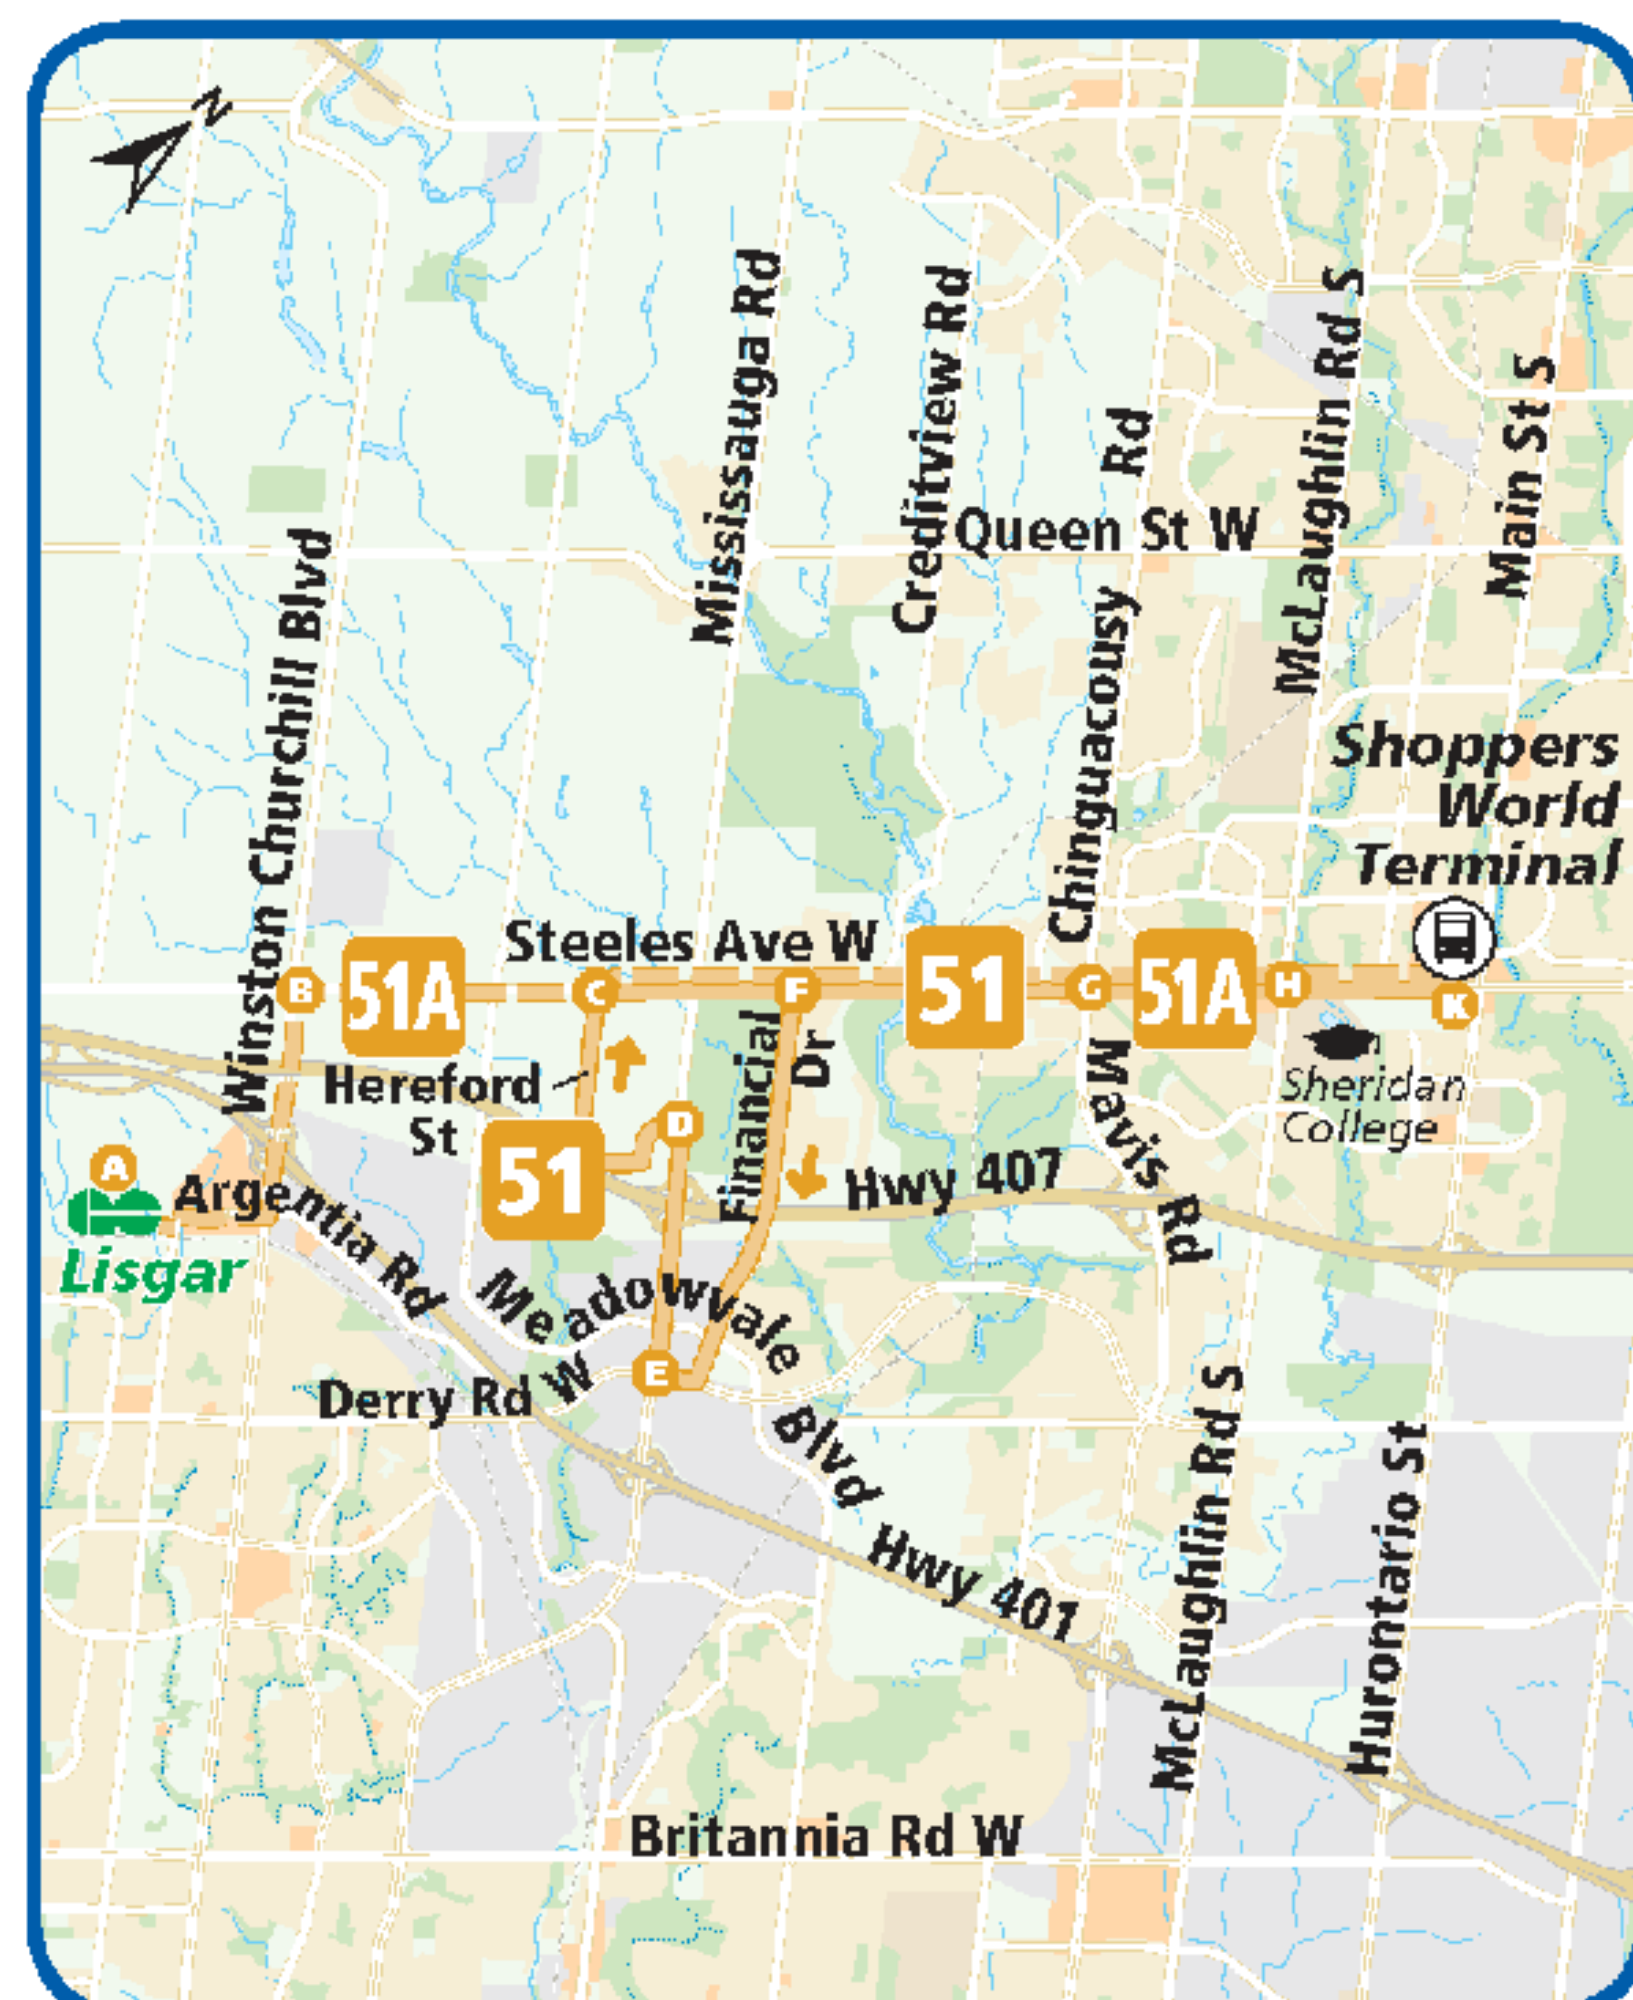 N
Mississauga Rd
Creditview Rd
Chinguacousy Rd
McLaughlin Rd S
Main St S
Queen St W
Winston Churchill Blvd
Shoppers
World
Terminal
Steeles Ave W
B
51A
C
F
51
G
51A
H
K
Hereford
St
Financial Dr
Mavis Rd
Sheridan
College
A
Lisgar
Argentia Rd
51
D
Hwy 407
Meadowvale Blvd
E
Derry Rd W
Hwy 401
McLaughlin Rd S
Hurontario St
Britannia Rd W